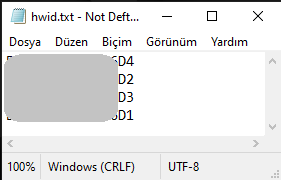 hwid.txt - Not Deft...
Dosya Düzen Biçim Görünüm Yardım
D4
D2
D3
D1
100% Windows (CRLF) UTF-8